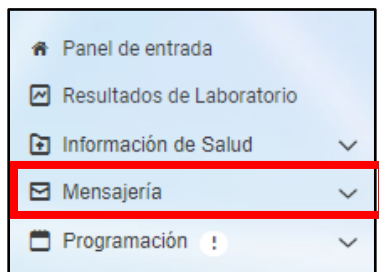 Panel de entrada
Resultados de Laboratorio
Información de Salud
Mensajería
Programación !